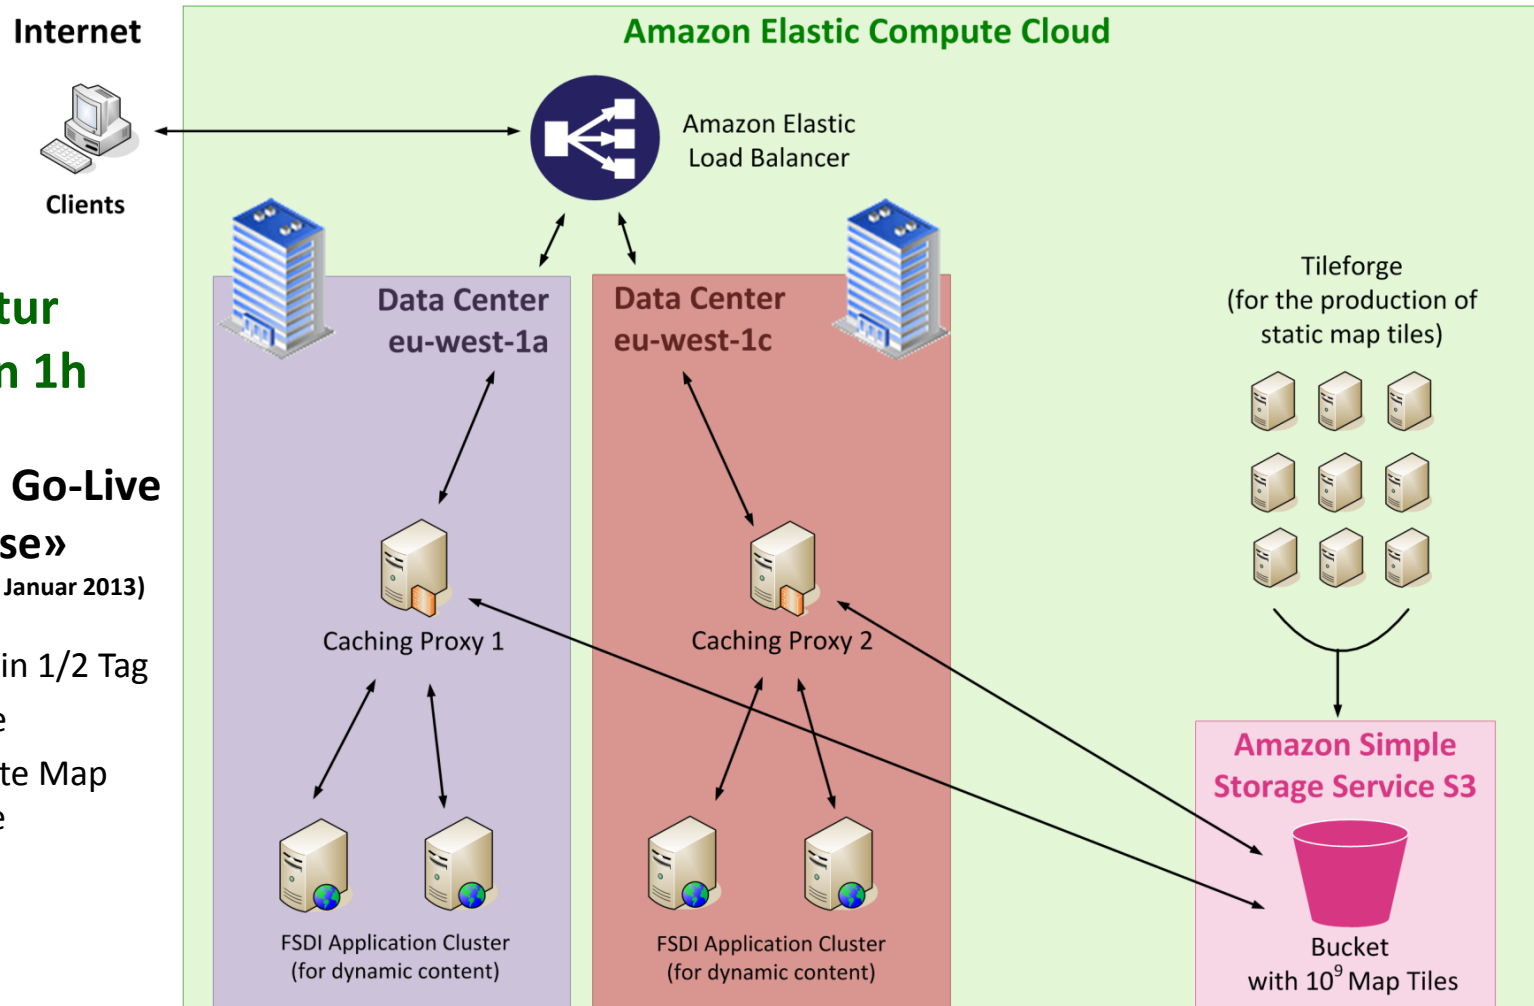 Internet
Clients
tur
n 1h
Go-Live
se»
Januar 2013)
in 1/2 Tag
e
te Map
e
Amazon Elastic Compute Cloud
Amazon Elastic
Load Balancer
Data Center
eu-west-1a
Data Center
eu-west-1c
Caching Proxy 1
Caching Proxy 2
FSDI Application Cluster
(for dynamic content)
FSDI Application Cluster
(for dynamic content)
Tileforge
(for the production of
static map tiles)
Amazon Simple
Storage Service S3
Bucket
with 10⁹ Map Tiles